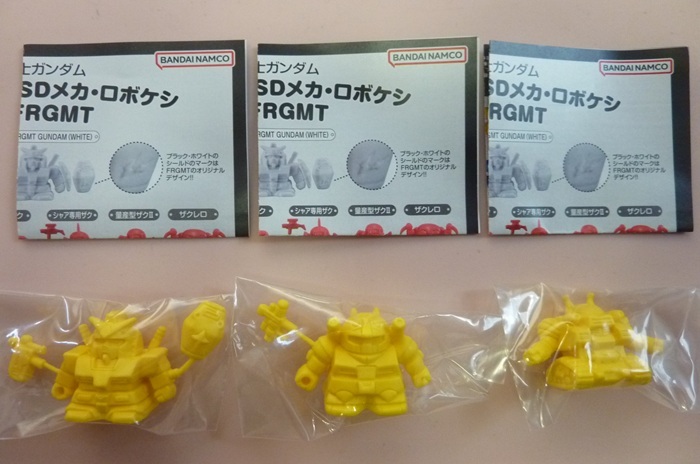 BANDAI NAMCO
士ガンダム
SDメカ・ロボケシ
FRGMT
RGMT GUNDAM (WHITE)
ブラック・ホワイトの
シールドのマークは
FRGMTのオリジナル
デザイン!!
シャア専用ザク
量産型ザクII
ザクレロ
BANDAI NAMCO
士ガンダム
SDメカ・ロボケシ
FRGMT
RGMT GUNDAM (WHITE)
ブラック・ホワイトの
シールドのマークは
FRGMTのオリジナル
デザイン!!
シャア専用ザク
量産型ザクII
ザクレロ
BANDAI NAMCO
士ガンダム
SDメカ・ロボケシ
FRGMT
GMT GUNDAM (WHITE)
ブラック・ホワイトの
シールドのマークは
FRGMTのオリジナル
デザイン!!
シャア専用ザク
量産型ザクII
ザクレロ